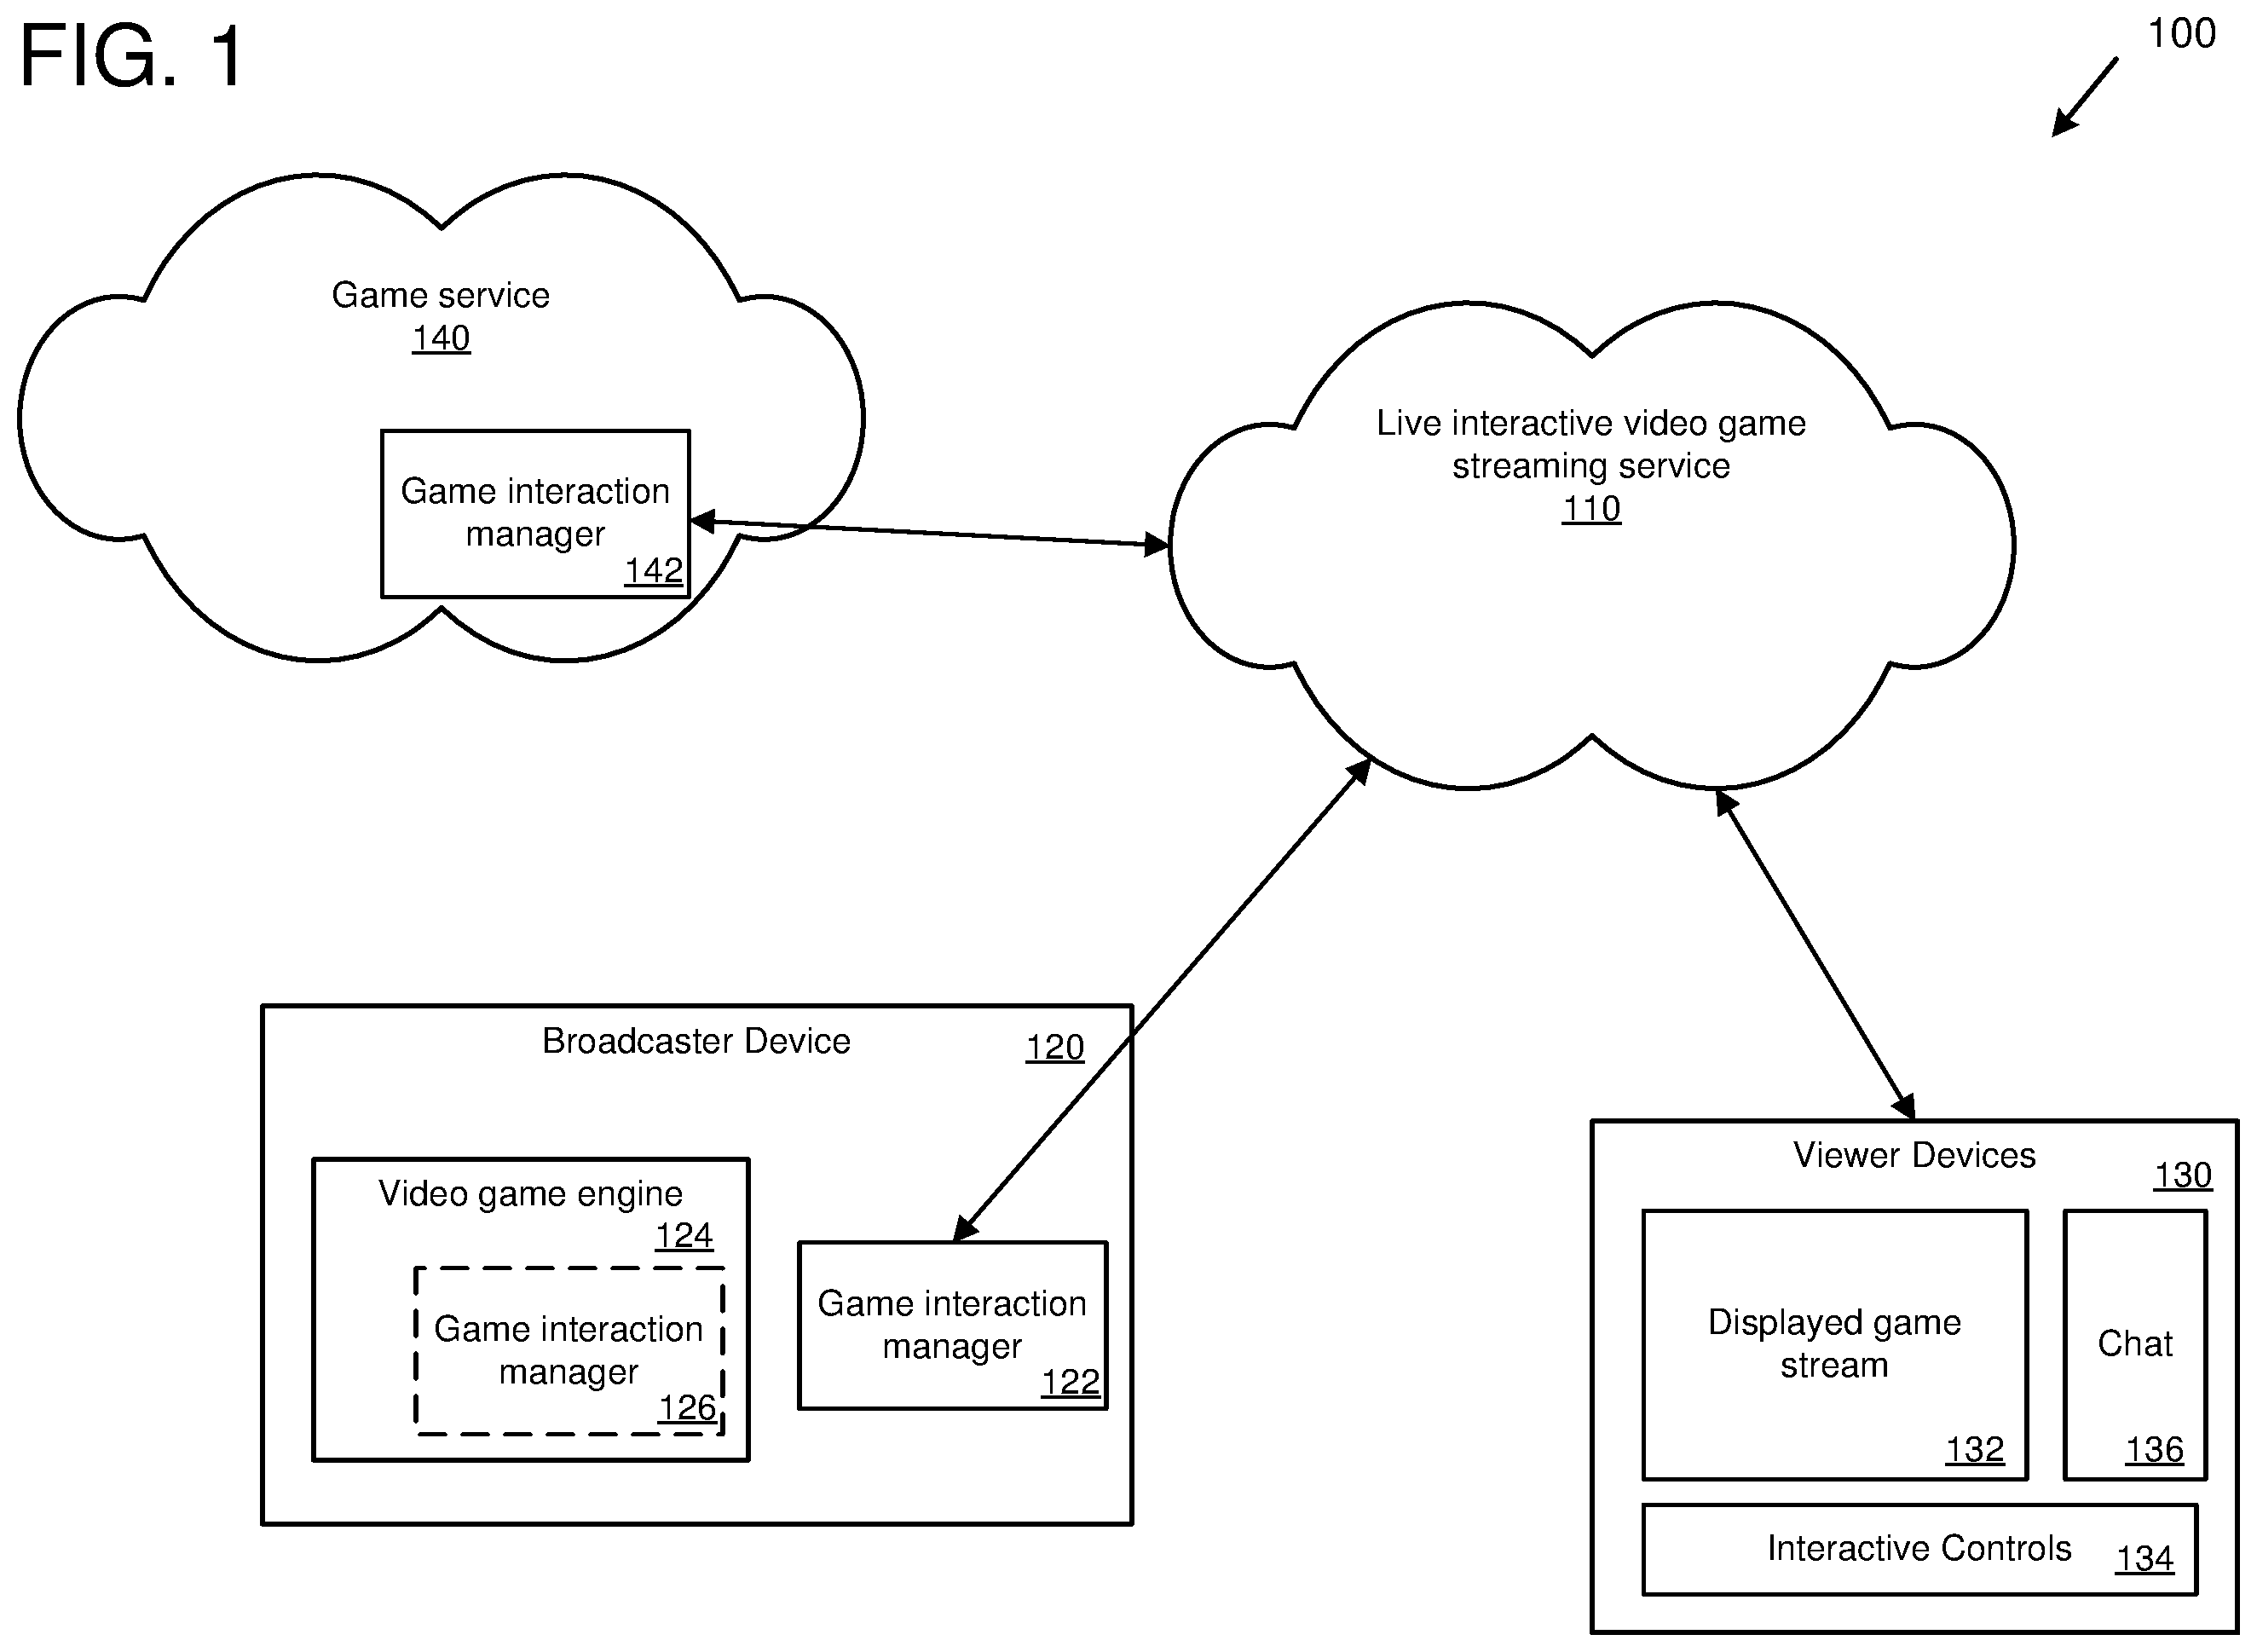 FIG. 1
100
Game service
140
Game interaction
manager
142
Live interactive video game
streaming service
110
Broadcaster Device
120
Video game engine
124
Game interaction
manager
126
Game interaction
manager
122
Viewer Devices
130
Displayed game
stream
132
Chat
136
Interactive Controls
134